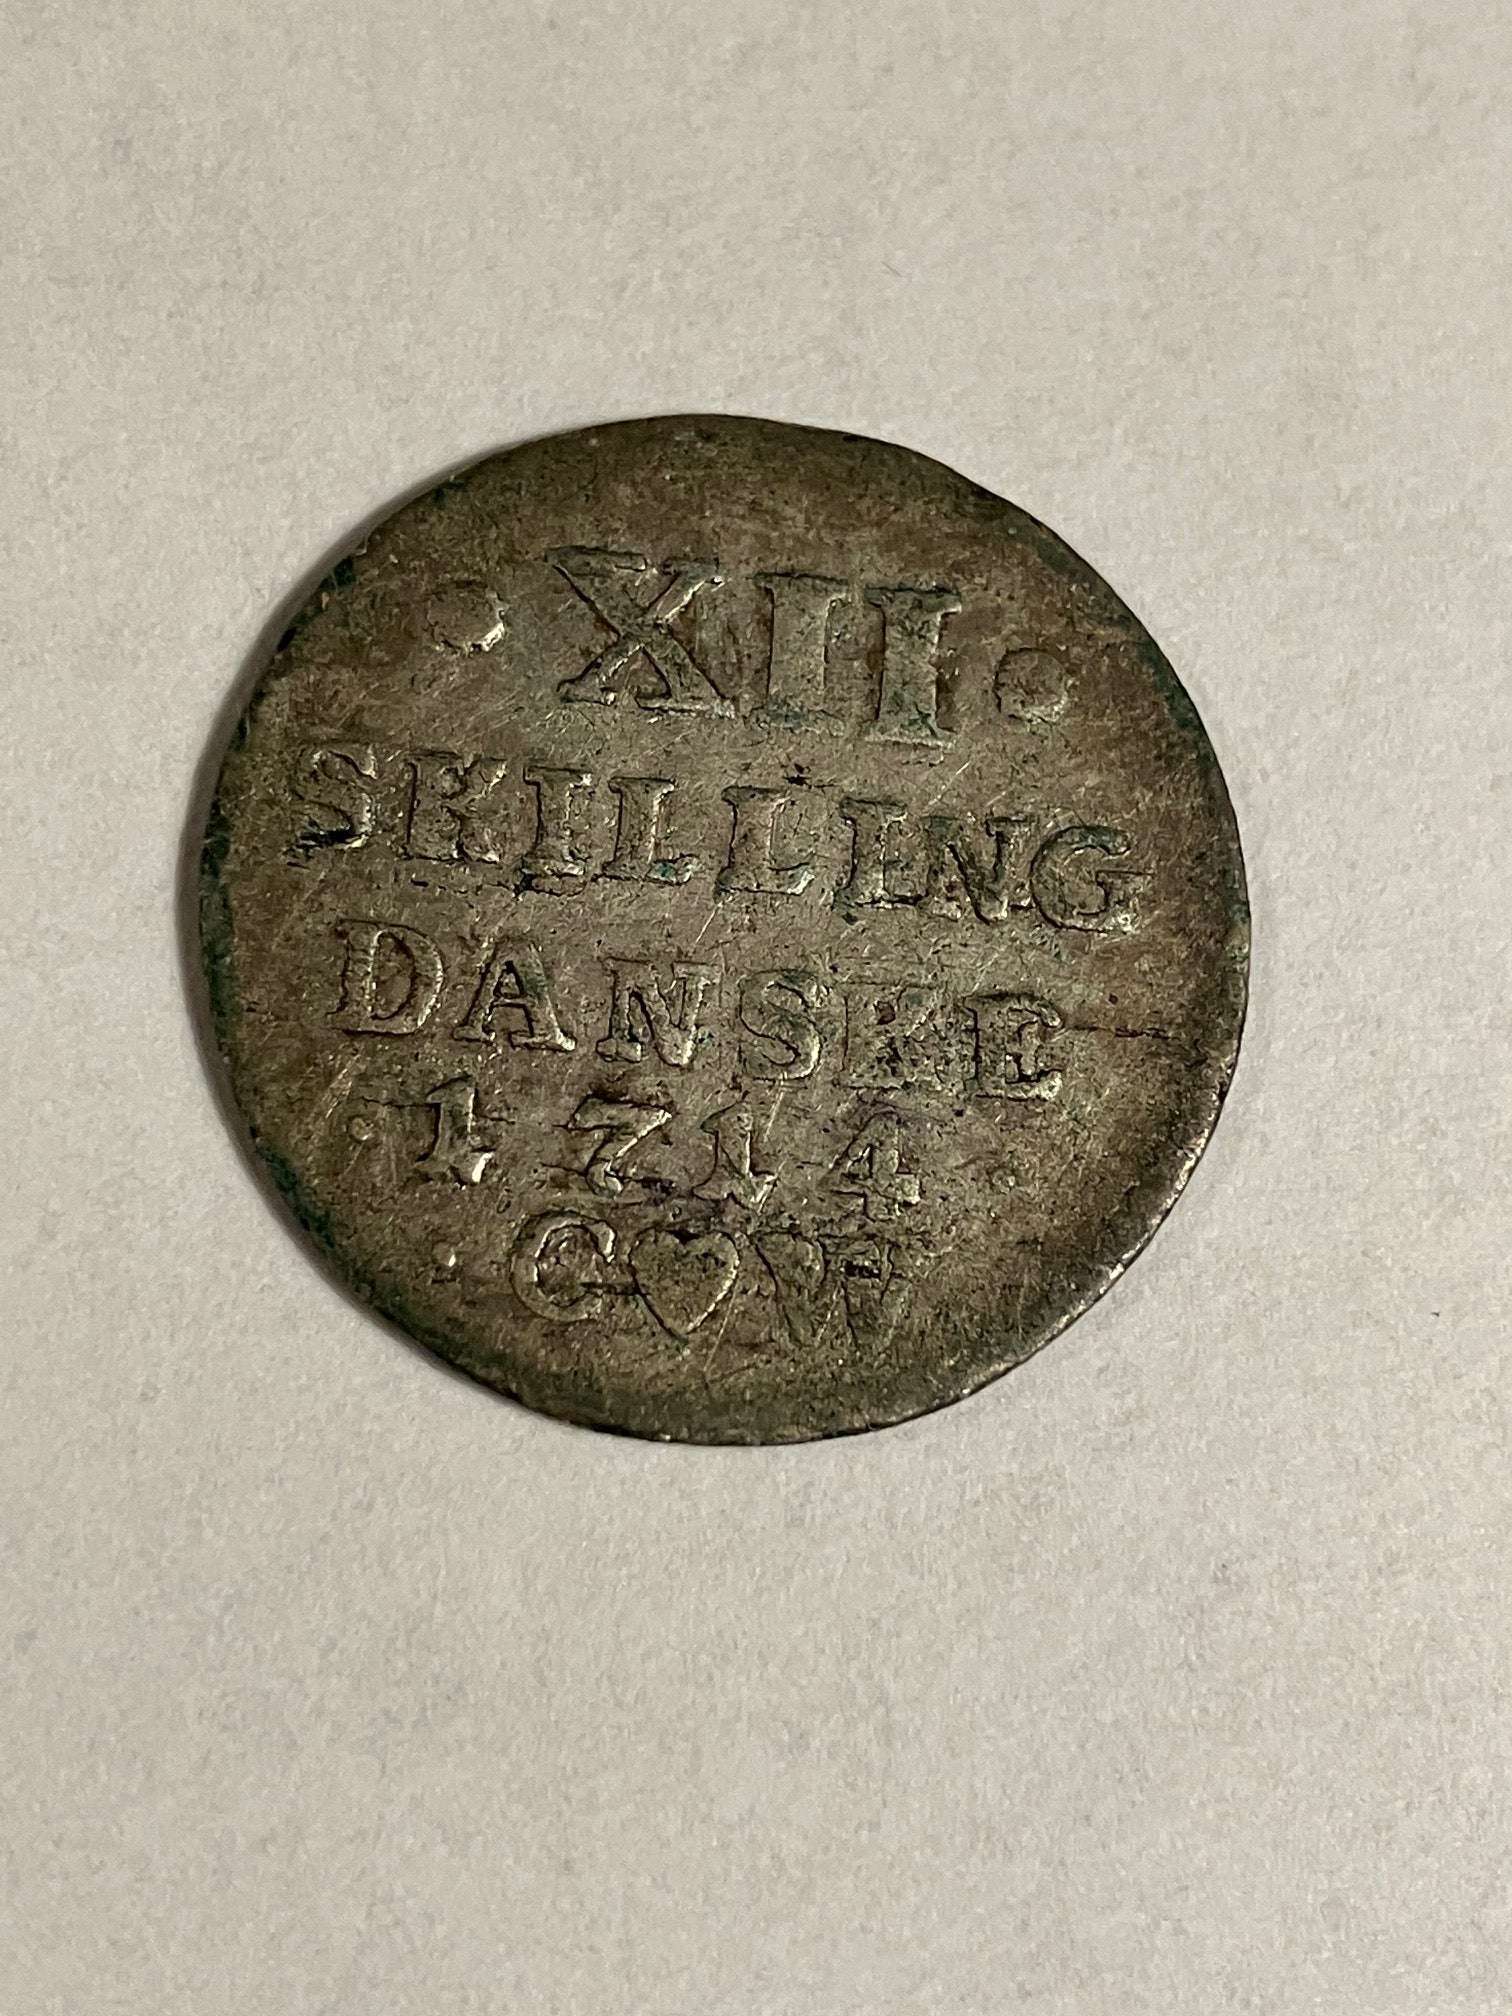 ·XII·
SKILLING
DANSKE
·1714·
·C♥W